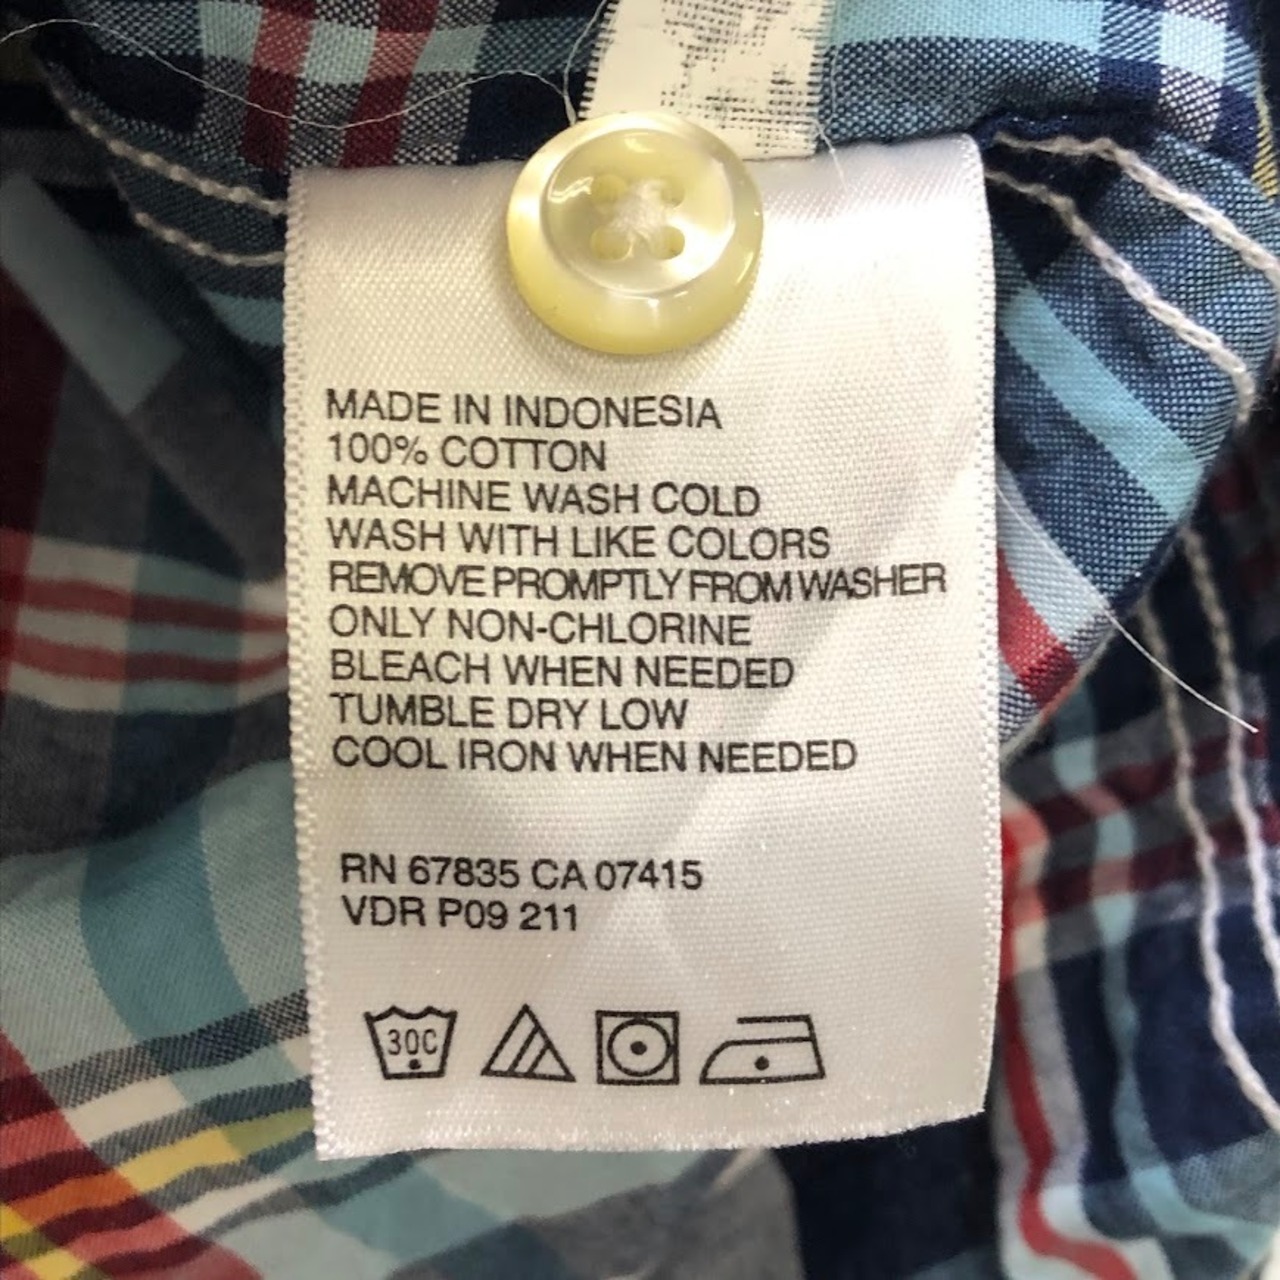 MADE IN INDONESIA
100% COTTON
MACHINE WASH COLD
WASH WITH LIKE COLORS
REMOVE PROMPTLY FROM WASHER
ONLY NON-CHLORINE
BLEACH WHEN NEEDED
TUMBLE DRY LOW
COOL IRON WHEN NEEDED
RN 67835 CA 07415
VDR P09 211
30C